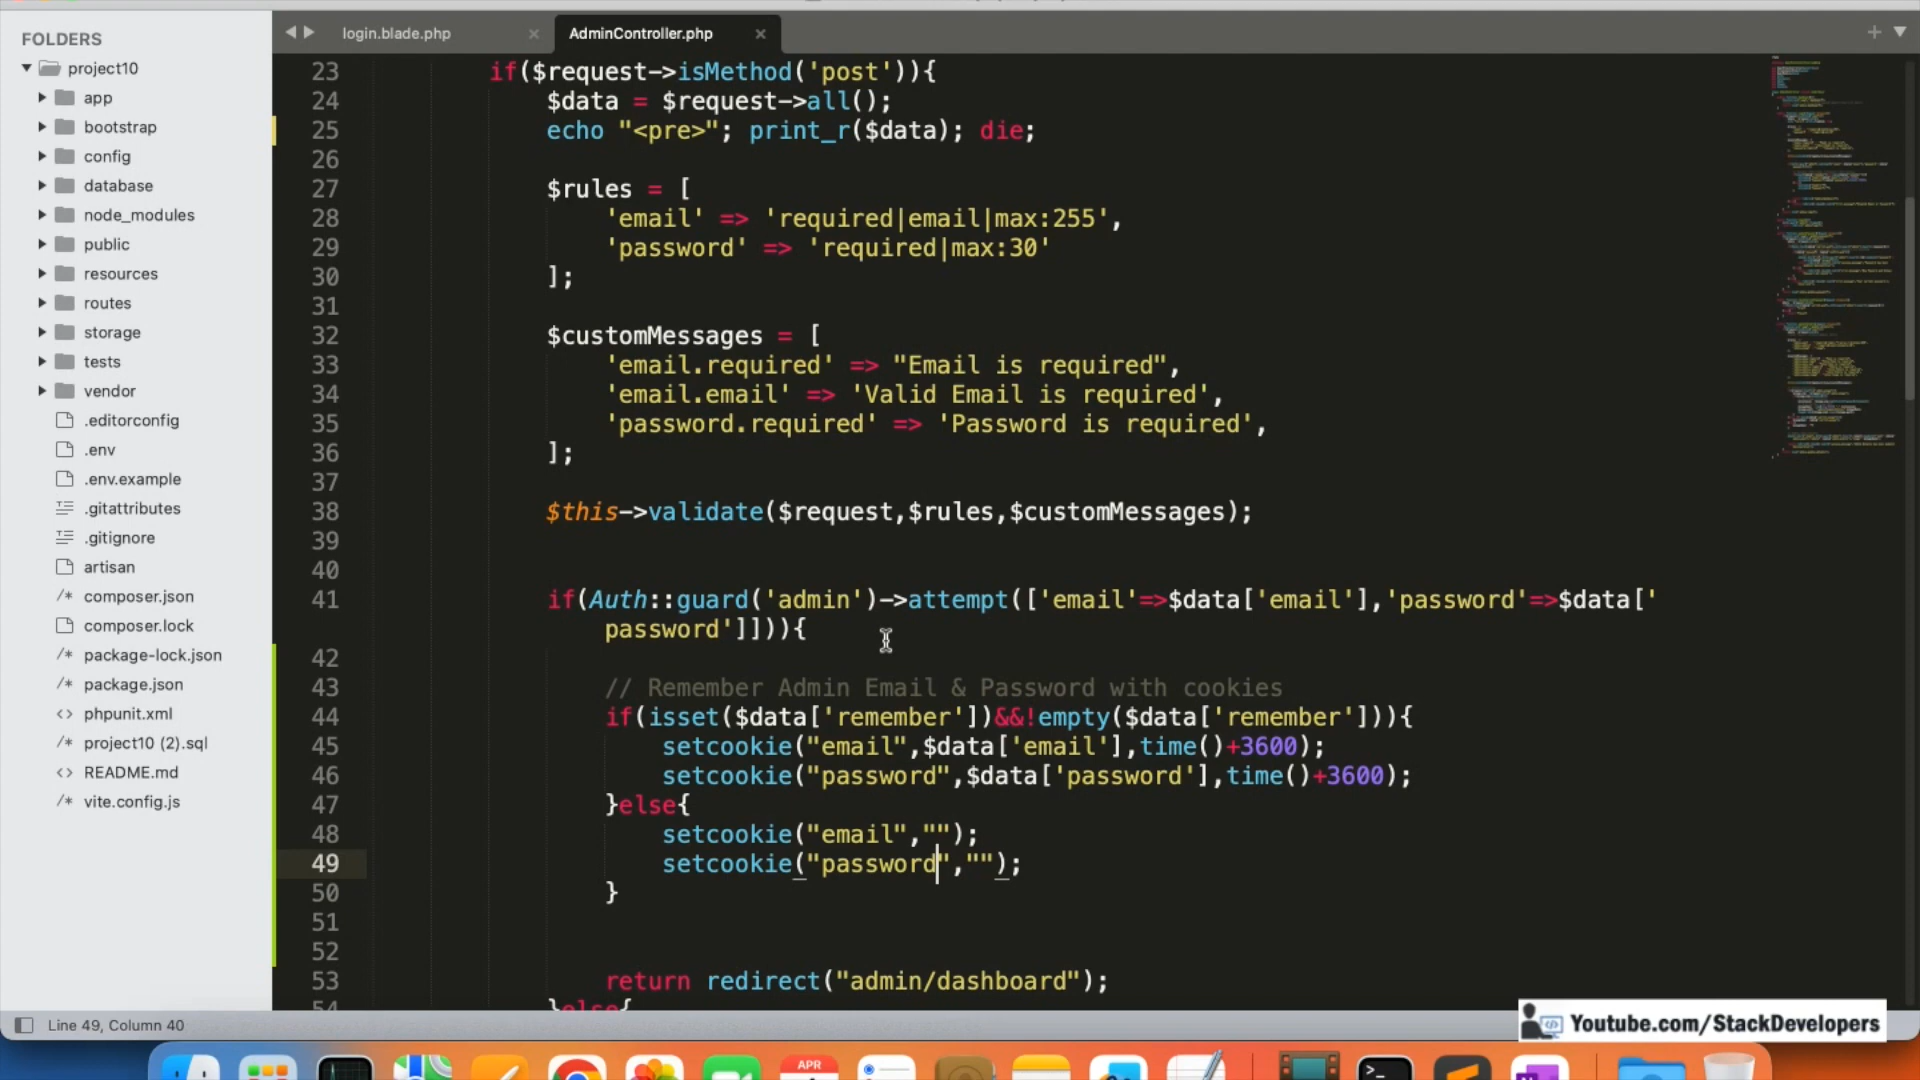 FOLDERS
project10
app
bootstrap
config
database
node_modules
public
resources
routes
storage
tests
vendor
.editorconfig
.env
.env.example
.gitattributes
.gitignore
artisan
composer.json
composer.lock
package-lock.json
package.json
phpunit.xml
project10 (2).sql
README.md
vite.config.js
login.blade.php
AdminController.php
23 if($request->isMethod('post')){
24 $data = $request->all();
25 echo "<pre>"; print_r($data); die;
26
27 $rules = [
28 'email' => 'required|email|max:255',
29 'password' => 'required|max:30'
30 ];
31
32 $customMessages = [
33 'email.required' => "Email is required",
34 'email.email' => 'Valid Email is required',
35 'password.required' => 'Password is required',
36 ];
37
38 $this->validate($request,$rules,$customMessages);
39
40
41 if(Auth::guard('admin')->attempt(['email'=>$data['email'],'password'=>$data['
password']])){
42
43 // Remember Admin Email & Password with cookies
44 if(isset($data['remember'])&&!empty($data['remember'])){
45 setcookie("email",$data['email'],time()+3600);
46 setcookie("password",$data['password'],time()+3600);
47 }else{
48 setcookie("email","");
49 setcookie("password","");
50 }
51
52
53 return redirect("admin/dashboard");
54 }else{
Line 49, Column 40
Youtube.com/StackDevelopers
APR